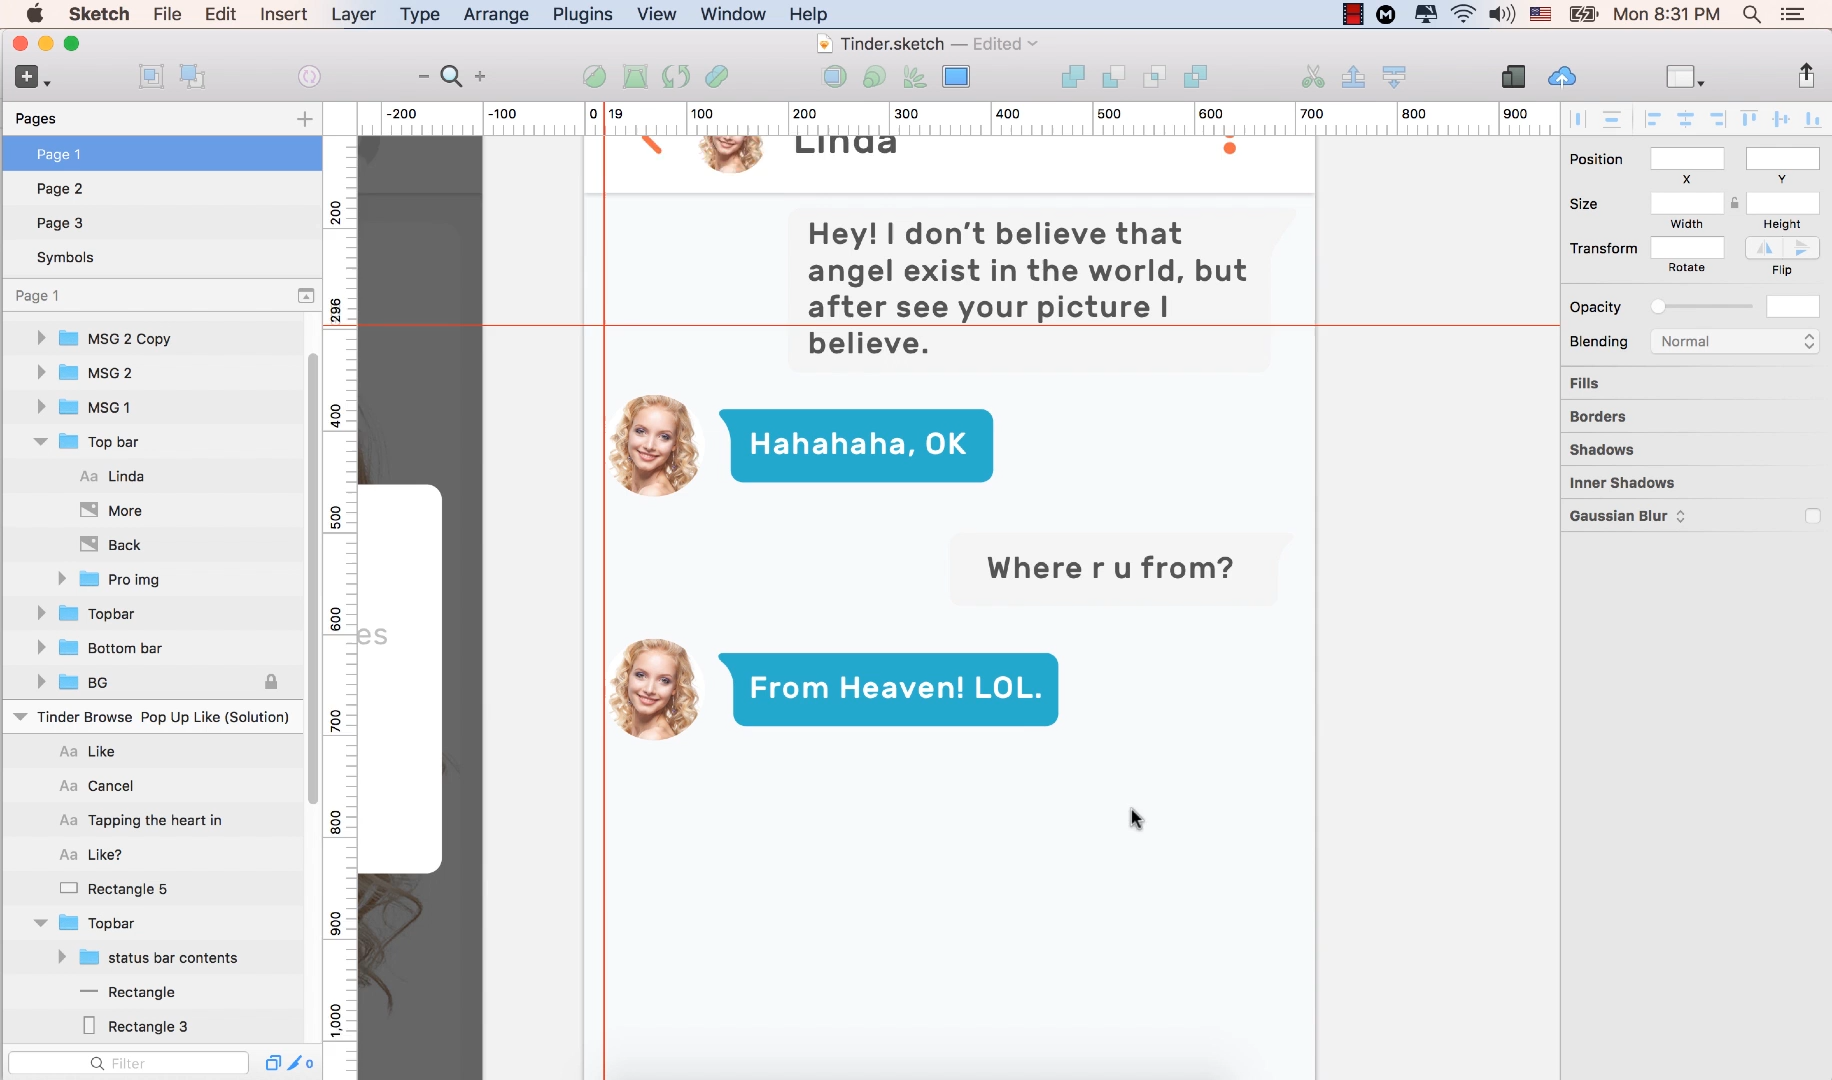 Sketch File Edit Insert Layer Type Arrange Plugins View Window Help Mon 8:31 PM
Tinder.sketch — Edited
Pages
Page 1
Page 2
Page 3
Symbols
Page 1
MSG 2 Copy
MSG 2
MSG 1
Top bar
Aa Linda
More
Back
Pro img
Topbar
Bottom bar
BG
Tinder Browse Pop Up Like (Solution)
Aa Like
Aa Cancel
Aa Tapping the heart in
Aa Like?
Rectangle 5
Topbar
status bar contents
Rectangle
Rectangle 3
Filter
0
-200 -100 0 19 100 200 300 400 500 600 700 800 900
200
296
400
500
600
700
800
900
1,000
es
Linda
Hey! I don't believe that
angel exist in the world, but
after see your picture I
believe.
Hahahaha, OK
Where r u from?
From Heaven! LOL.
Position
X Y
Size
Width Height
Transform
Rotate Flip
Opacity
Blending Normal
Fills
Borders
Shadows
Inner Shadows
Gaussian Blur